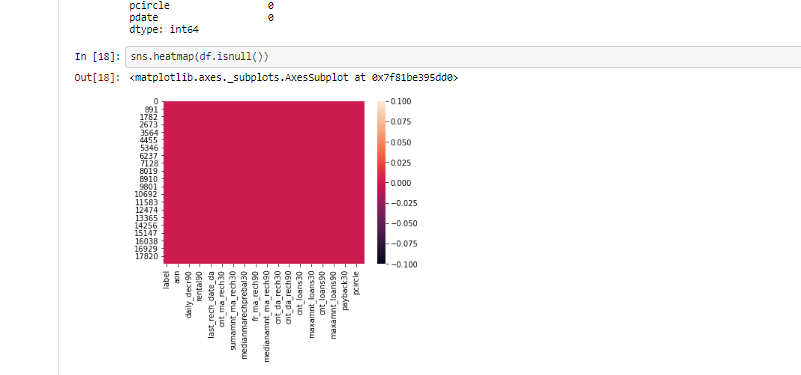 pcircle 0
pdate 0
dtype: int64
In [18]: sns.heatmap(df.isnull())
Out[18]: <matplotlib.axes._subplots.AxesSubplot at 0x7f81be395dd0>
0
891
1782
2673
3564
4455
5346
6237
7128
8019
8910
9801
10692
11583
12474
13365
14256
15147
16038
16929
17820
0.100
0.075
0.050
0.025
0.000
−0.025
−0.050
−0.075
−0.100
label
aon
daily_decr90
rental90
last_rech_date_da
cnt_ma_rech30
sumamnt_ma_rech30
medianmarechprebal30
fr_ma_rech90
medianamnt_ma_rech90
cnt_da_rech30
cnt_da_rech90
cnt_loans30
maxamnt_loans30
cnt_loans90
maxamnt_loans90
payback30
pcircle